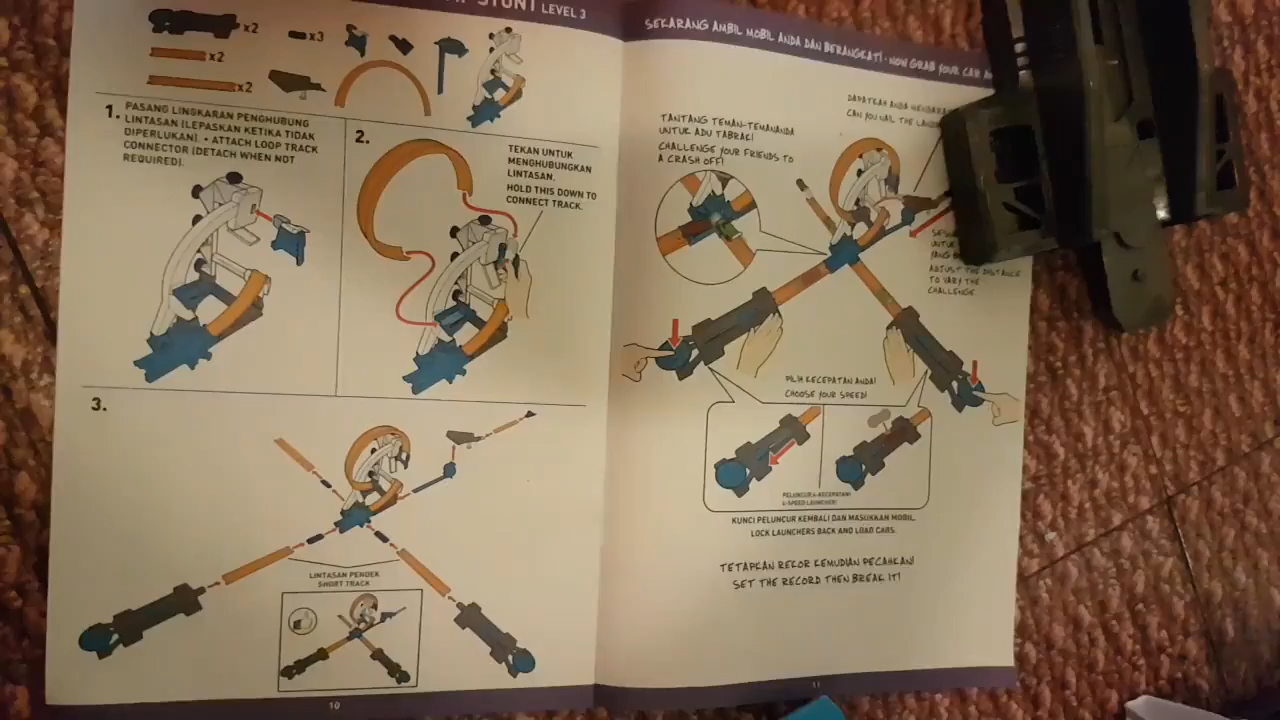 STUNT LEVEL 3
x2
x3
x2
x2
1. PASANG LINGKARAN PENGHUBUNG
LINTASAN (LEPASKAN KETIKA TIDAK
DIPERLUKAN). • ATTACH LOOP TRACK
CONNECTOR (DETACH WHEN NOT
REQUIRED).
2.
TEKAN UNTUK
MENGHUBUNGKAN
LINTASAN.
HOLD THIS DOWN TO
CONNECT TRACK.
3.
LINTASAN PENDEK
SHORT TRACK
10
SEKARANG AMBIL MOBIL ANDA DAN BERANGKAT! • NOW GRAB YOUR CAR
DAPATKAH ANDA
CAN YOU NAIL THE
TANTANG TEMAN-TEMANANDA
UNTUK ADU TABRAK!
CHALLENGE YOUR FRIENDS TO
A CRASH OFF!
UNTUK
YANG
ADJUST THE DISTANCE
TO VARY THE
CHALLENGE.
PILIH KECEPATAN ANDA!
CHOOSE YOUR SPEED!
KUNCI PELUNCUR KEMBALI DAN MASUKKAN MOBIL.
LOCK LAUNCHERS BACK AND LOAD CARS.
TETAPKAN REKOR KEMUDIAN PECAHKAN!
SET THE RECORD THEN BREAK IT!
11